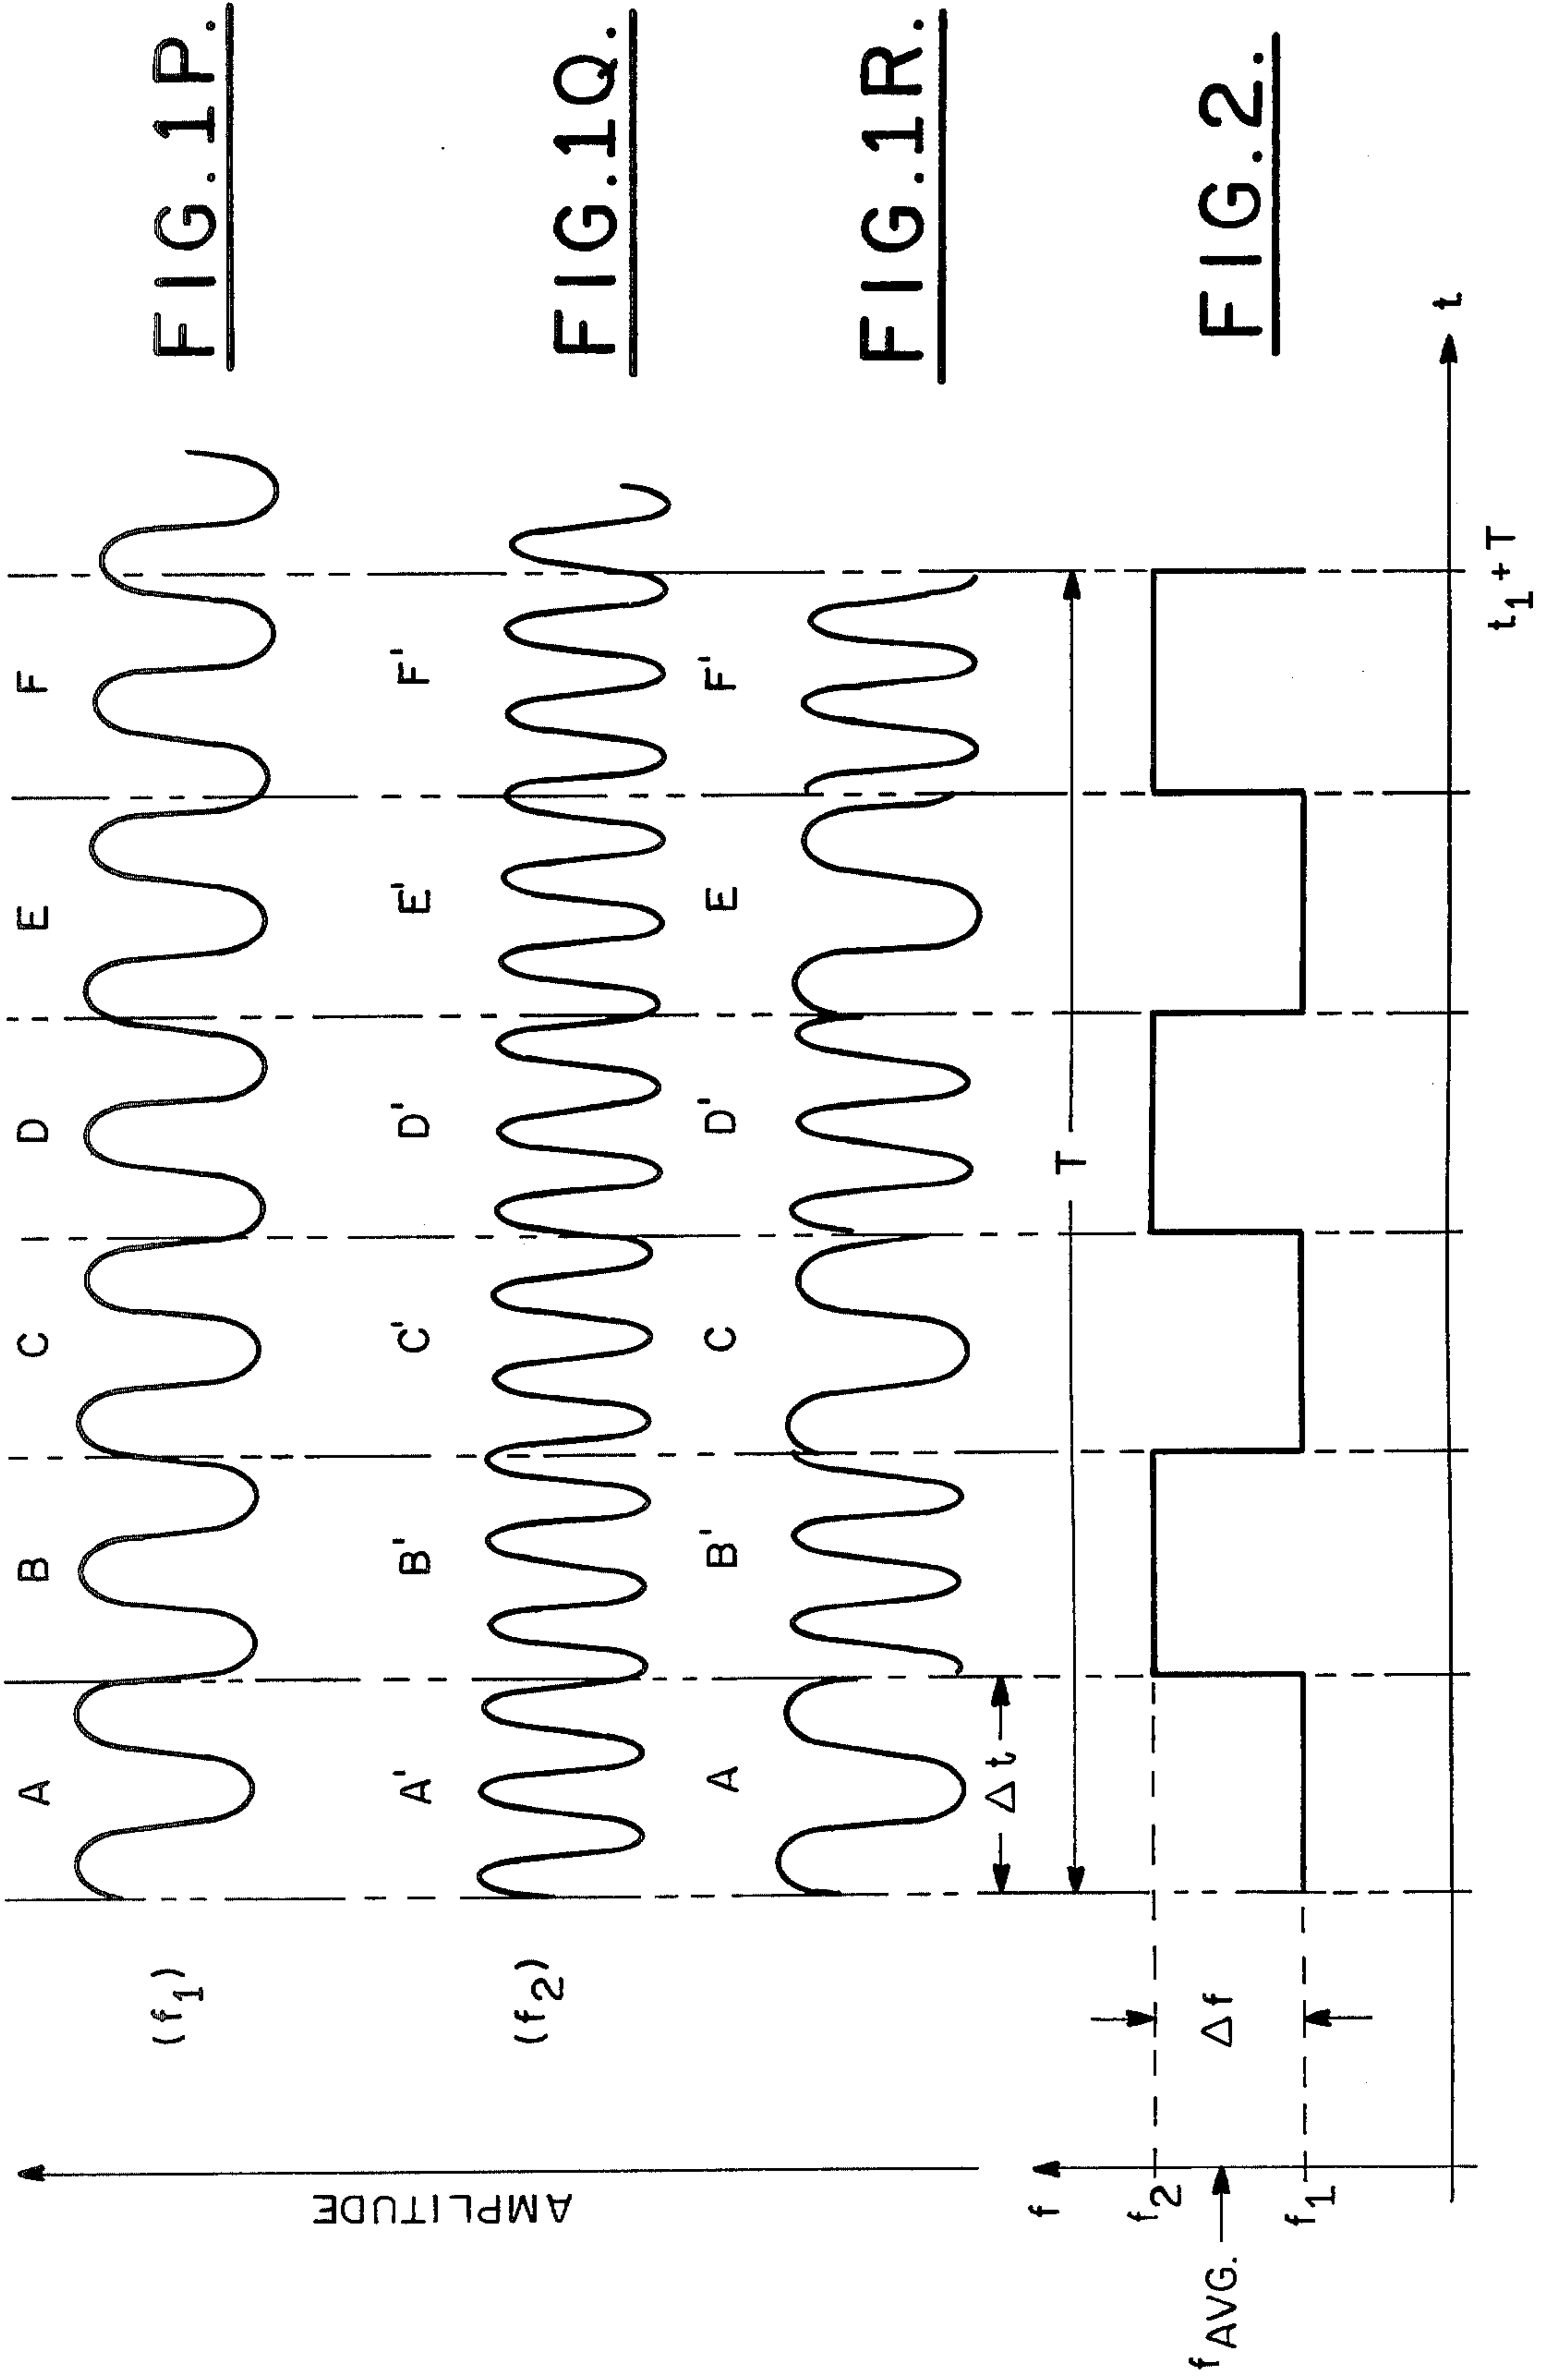 A B C D E F
(f1)
FIG.1P.
A' B' C' D' E' F'
(f2)
FIG.1Q.
AMPLITUDE
A B' C D' E F'
FIG.1R.
Δt
T
f
f2
fAVG.
Δf
f1
FIG.2.
t
t1+T